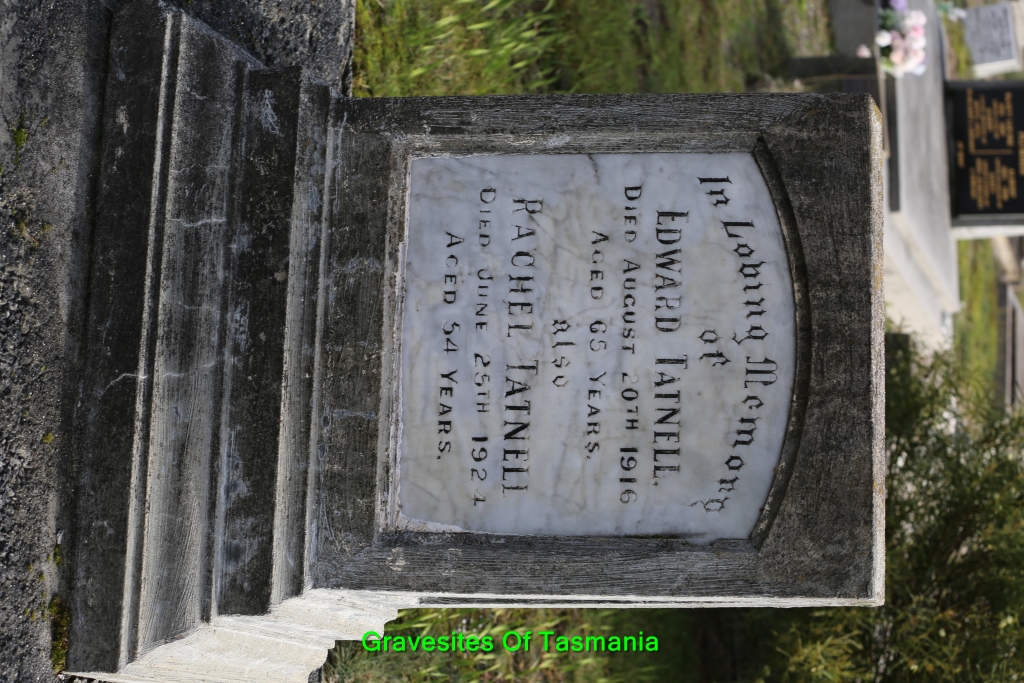 In Loving Memory
of
EDWARD TATNELL,
DIED AUGUST 20TH 1916
AGED 65 YEARS.
also
RACHEL TATNELL
DIED JUNE 25TH 1924
AGED 54 YEARS.
Gravesites Of Tasmania